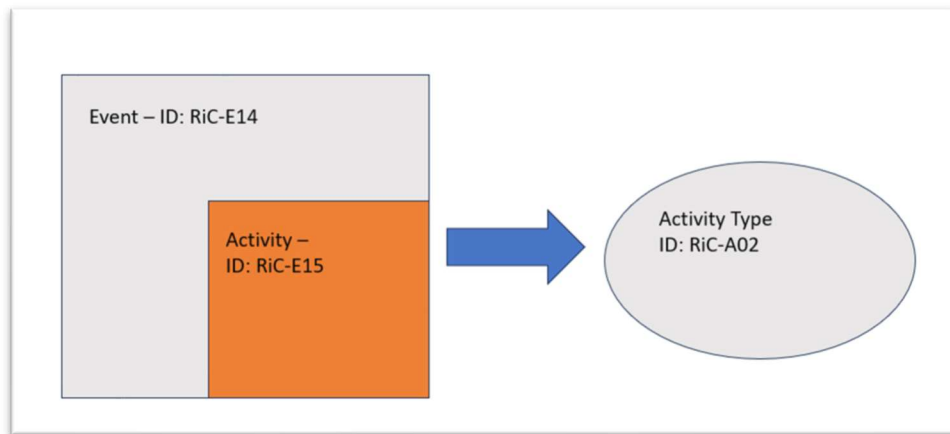 Event – ID: RiC-E14
Activity –
ID: RiC-E15
Activity Type
ID: RiC-A02